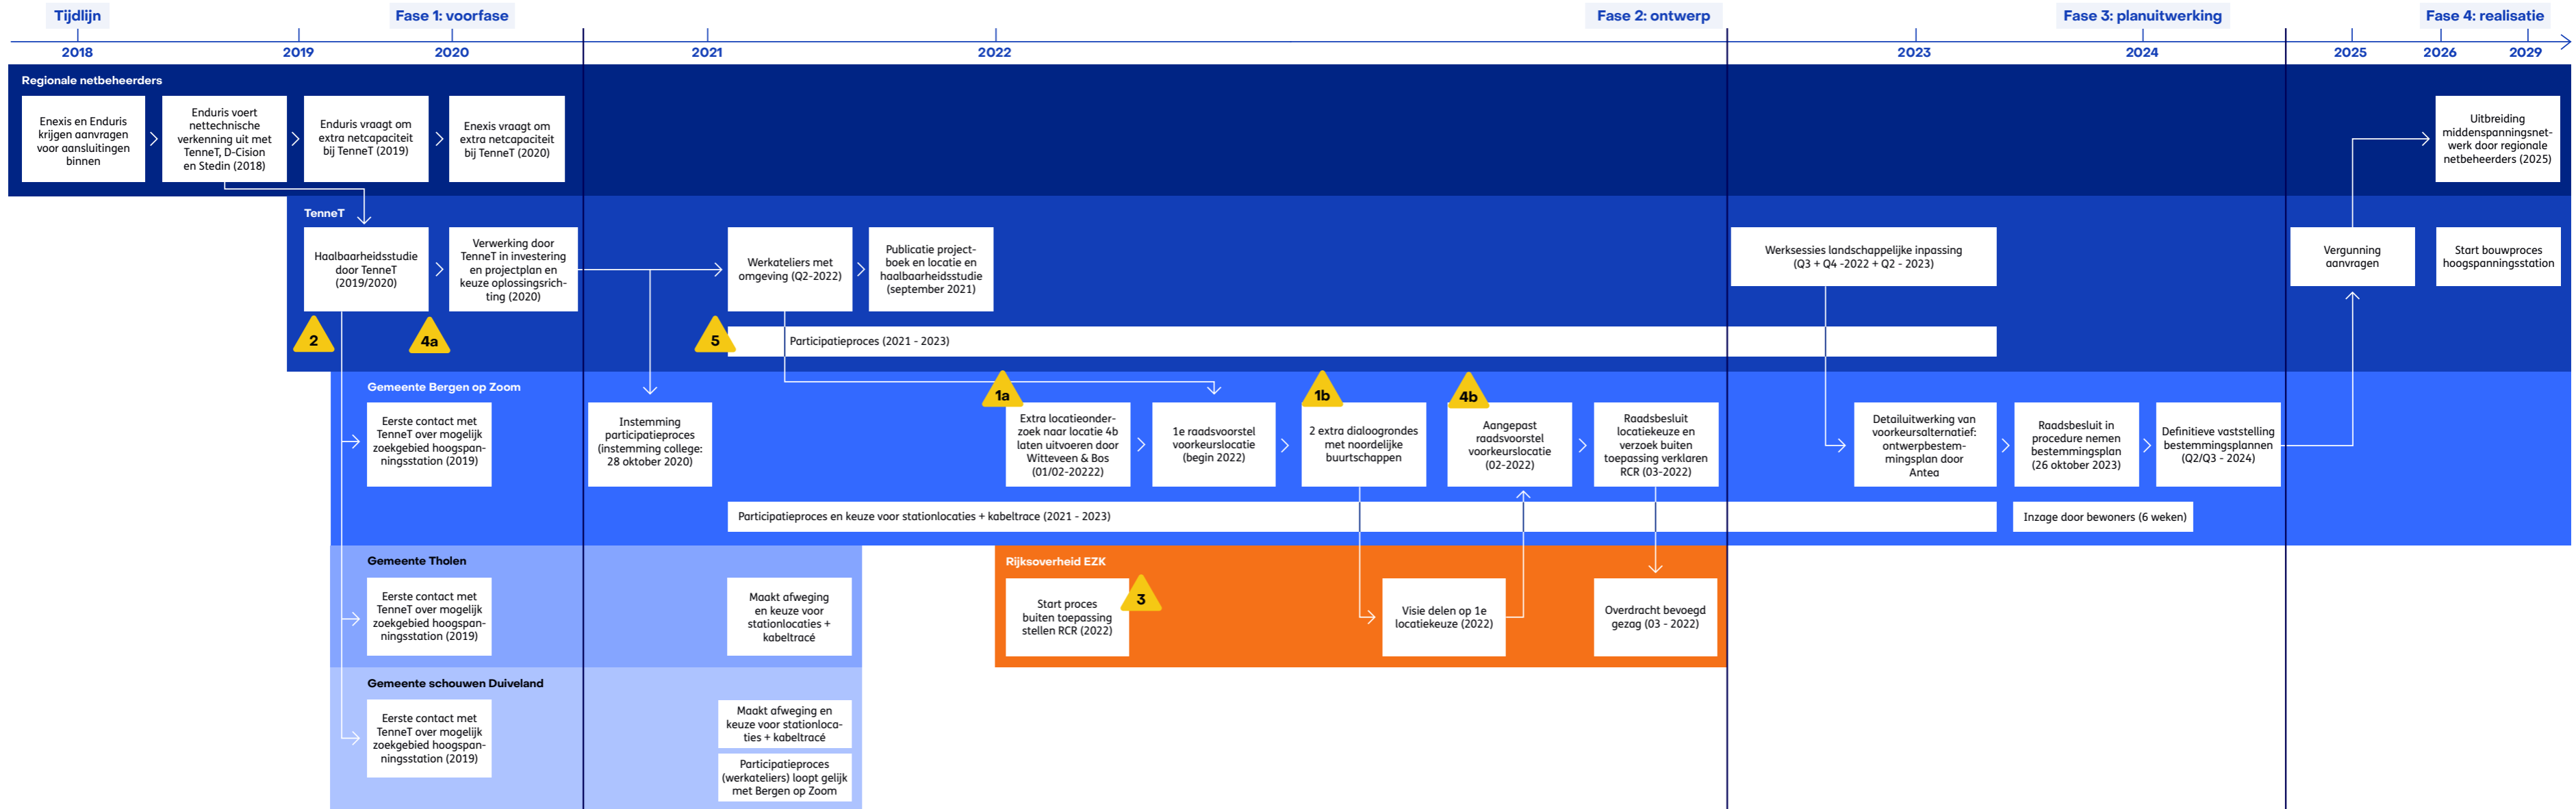 Tijdlijn
Fase 1: voorfase
Fase 2: ontwerp
Fase 3: planuitwerking
Fase 4: realisatie
2018
2019
2020
2021
2022
2023
2024
2025
2026
2029
Regionale netbeheerders
Enexis en Enduris
krijgen aanvragen
voor aansluitingen
binnen
Enduris voert
nettechnische
verkenning uit met
TenneT, D-Cision
en Stedin (2018)
Enduris vraagt om
extra netcapaciteit
bij TenneT (2019)
Enexis vraagt om
extra netcapaciteit
bij TenneT (2020)
Uitbreiding
middenspanningsnet-
werk door regionale
netbeheerders (2025)
TenneT
Haalbaarheidsstudie
door TenneT
(2019/2020)
Verwerking door
TenneT in investering
en projectplan en
keuze oplossingsrich-
ting (2020)
Werkateliers met
omgeving (Q2-2022)
Publicatie project-
boek en locatie en
haalbaarheidsstudie
(september 2021)
Werksessies landschappelijke inpassing
(Q3 + Q4 -2022 + Q2 - 2023)
Vergunning
aanvragen
Start bouwproces
hoogspanningsstation
2
4a
5
Participatieproces (2021 - 2023)
Gemeente Bergen op Zoom
1a
1b
4b
Eerste contact met
TenneT over mogelijk
zoekgebied hoogspan-
ningsstation (2019)
Instemming
participatieproces
(instemming college:
28 oktober 2020)
Extra locatieonder-
zoek naar locatie 4b
laten uitvoeren door
Witteveen & Bos
(01/02-20222)
1e raadsvoorstel
voorkeurslocatie
(begin 2022)
2 extra dialoogrondes
met noordelijke
buurtschappen
Aangepast
raadsvoorstel
voorkeurslocatie
(02-2022)
Raadsbesluit
locatiekeuze en
verzoek buiten
toepassing verklaren
RCR (03-2022)
Detailuitwerking van
voorkeursalternatief:
ontwerpbestem-
mingsplan door
Antea
Raadsbesluit in
procedure nemen
bestemmingsplan
(26 oktober 2023)
Definitieve vaststelling
bestemmingsplannen
(Q2/Q3 - 2024)
Participatieproces en keuze voor stationlocaties + kabeltrace (2021 - 2023)
Inzage door bewoners (6 weken)
Gemeente Tholen
Eerste contact met
TenneT over mogelijk
zoekgebied hoogspan-
ningsstation (2019)
Maakt afweging
en keuze voor
stationlocaties +
kabeltracé
Rijksoverheid EZK
Start proces
buiten toepassing
stellen RCR (2022)
3
Visie delen op 1e
locatiekeuze (2022)
Overdracht bevoegd
gezag (03 - 2022)
Gemeente schouwen Duiveland
Eerste contact met
TenneT over mogelijk
zoekgebied hoogspan-
ningsstation (2019)
Maakt afweging en
keuze voor stationloca-
ties + kabeltracé
Participatieproces
(werkateliers) loopt gelijk
met Bergen op Zoom